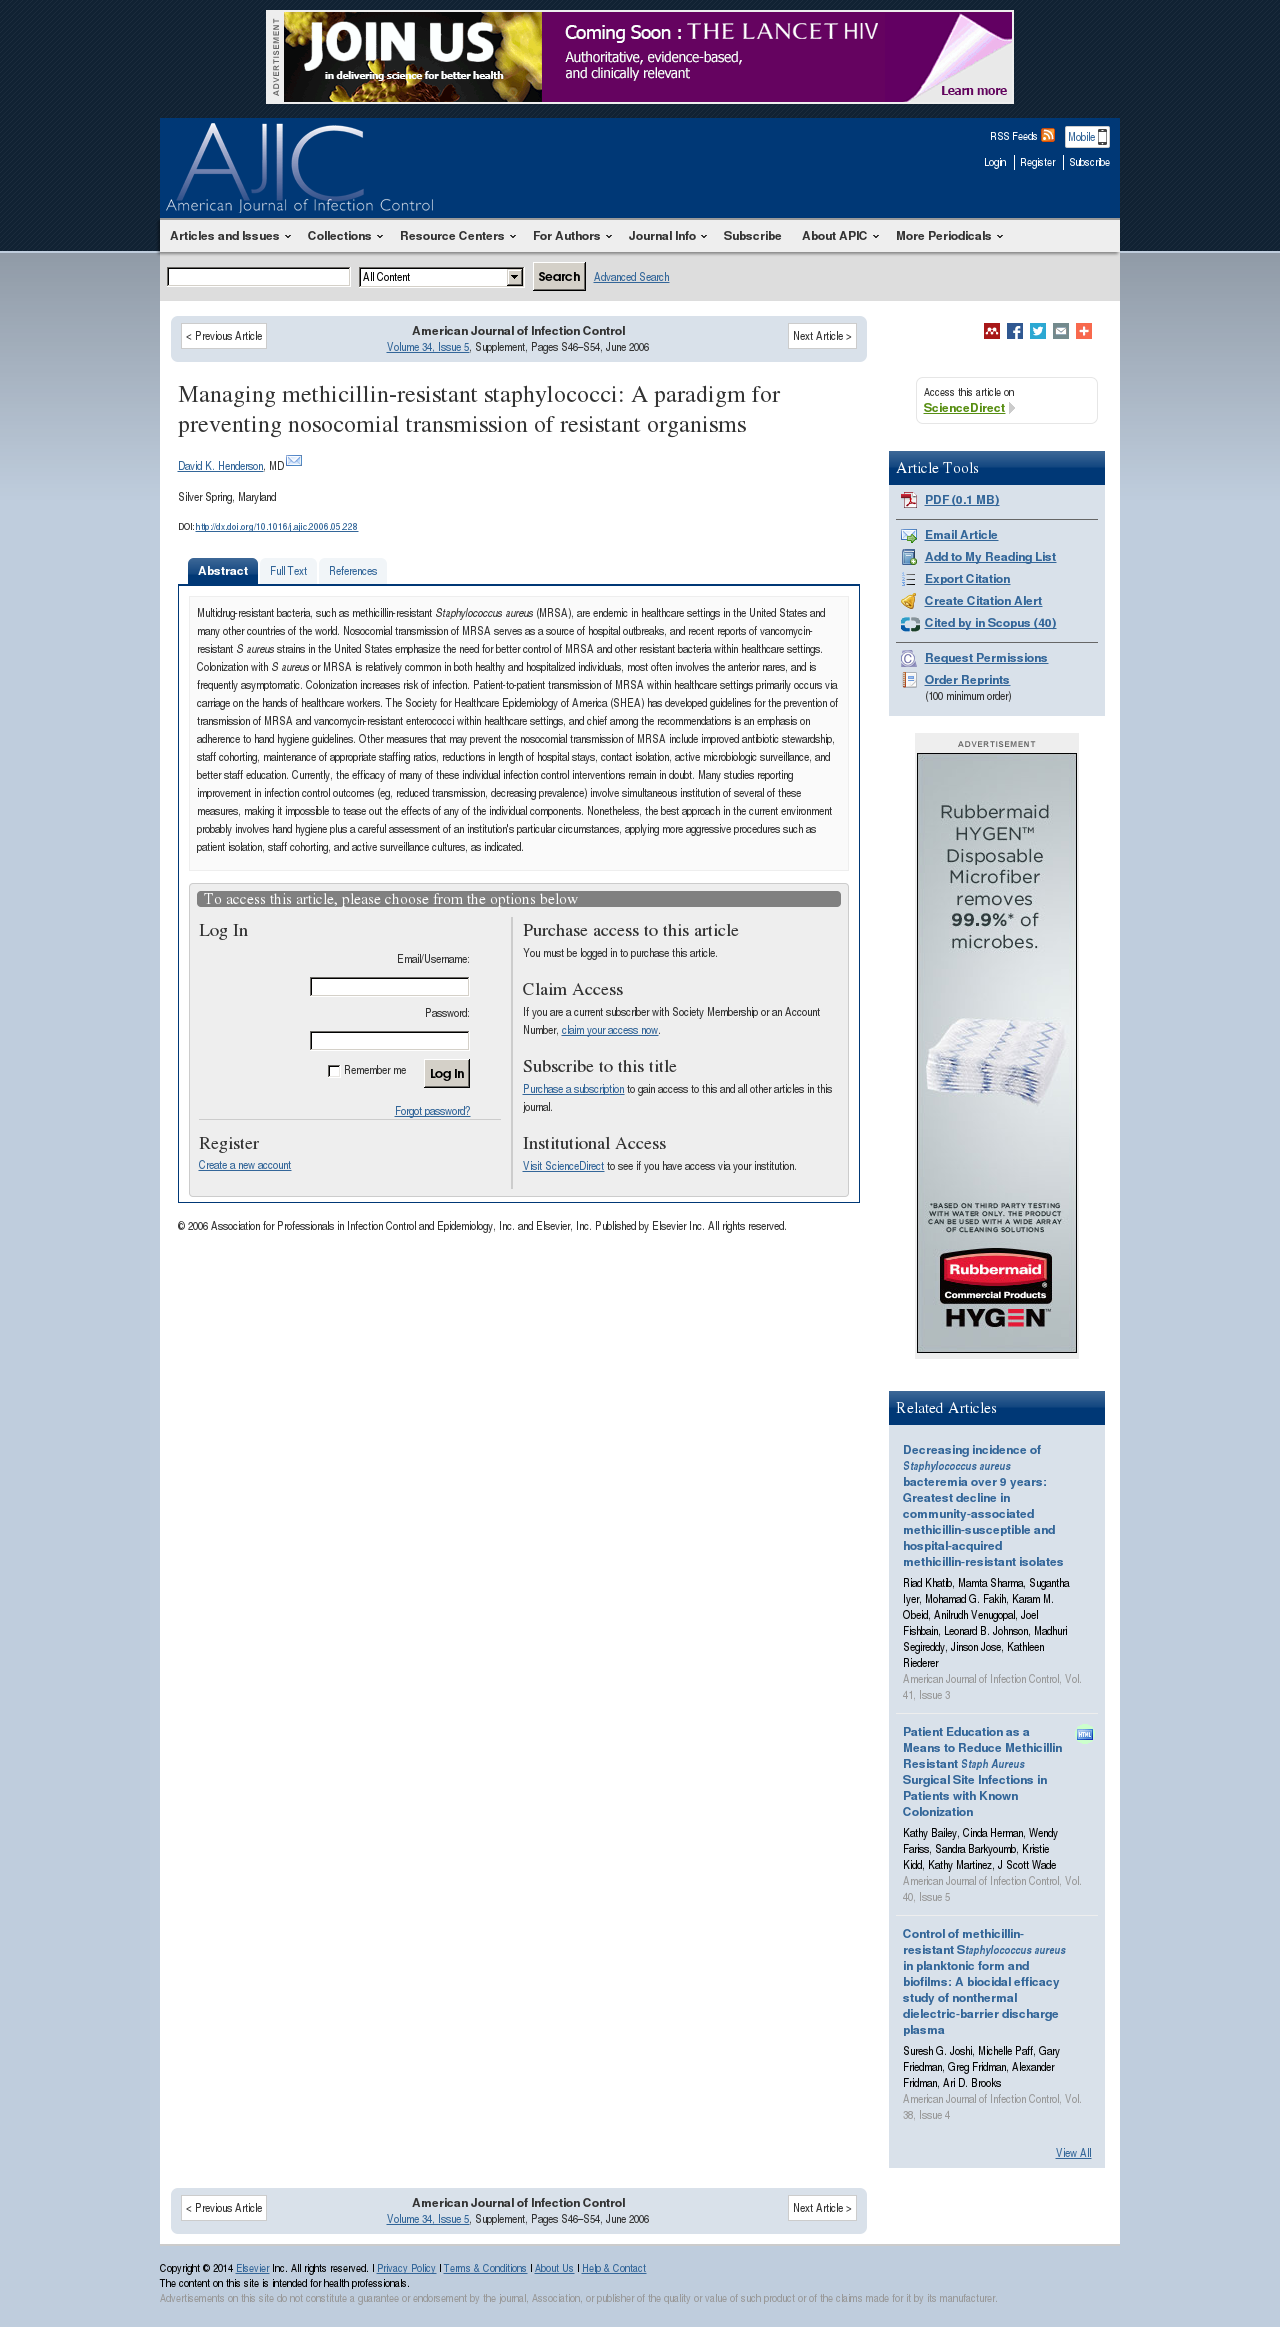 ADVERTISEMENT
JOIN US
in delivering science for better health
Coming Soon : THE LANCET HIV
Authoritative, evidence-based,
and clinically relevant
Learn more
AJIC
American Journal of Infection Control
RSS Feeds
Mobile
Login | Register | Subscribe
Articles and Issues Collections Resource Centers For Authors Journal Info Subscribe About APIC More Periodicals
All Content Search Advanced Search
< Previous Article
American Journal of Infection Control
Volume 34, Issue 5, Supplement, Pages S46–S54, June 2006
Next Article >
Managing methicillin-resistant staphylococci: A paradigm for
preventing nosocomial transmission of resistant organisms
David K. Henderson, MD
Silver Spring, Maryland
DOI: http://dx.doi.org/10.1016/j.ajic.2006.05.228
Abstract Full Text References
Multidrug-resistant bacteria, such as methicillin-resistant Staphylococcus aureus (MRSA), are endemic in healthcare settings in the United States and
many other countries of the world. Nosocomial transmission of MRSA serves as a source of hospital outbreaks, and recent reports of vancomycin-
resistant S aureus strains in the United States emphasize the need for better control of MRSA and other resistant bacteria within healthcare settings.
Colonization with S aureus or MRSA is relatively common in both healthy and hospitalized individuals, most often involves the anterior nares, and is
frequently asymptomatic. Colonization increases risk of infection. Patient-to-patient transmission of MRSA within healthcare settings primarily occurs via
carriage on the hands of healthcare workers. The Society for Healthcare Epidemiology of America (SHEA) has developed guidelines for the prevention of
transmission of MRSA and vancomycin-resistant enterococci within healthcare settings, and chief among the recommendations is an emphasis on
adherence to hand hygiene guidelines. Other measures that may prevent the nosocomial transmission of MRSA include improved antibiotic stewardship,
staff cohorting, maintenance of appropriate staffing ratios, reductions in length of hospital stays, contact isolation, active microbiologic surveillance, and
better staff education. Currently, the efficacy of many of these individual infection control interventions remain in doubt. Many studies reporting
improvement in infection control outcomes (eg, reduced transmission, decreasing prevalence) involve simultaneous institution of several of these
measures, making it impossible to tease out the effects of any of the individual components. Nonetheless, the best approach in the current environment
probably involves hand hygiene plus a careful assessment of an institution's particular circumstances, applying more aggressive procedures such as
patient isolation, staff cohorting, and active surveillance cultures, as indicated.
To access this article, please choose from the options below
Log In
Email/Username:
Password:
Remember me
Log In
Forgot password?
Register
Create a new account
Purchase access to this article
You must be logged in to purchase this article.
Claim Access
If you are a current subscriber with Society Membership or an Account
Number, claim your access now.
Subscribe to this title
Purchase a subscription to gain access to this and all other articles in this
journal.
Institutional Access
Visit ScienceDirect to see if you have access via your institution.
© 2006 Association for Professionals in Infection Control and Epidemiology, Inc. and Elsevier, Inc. Published by Elsevier Inc. All rights reserved.
Access this article on
ScienceDirect
Article Tools
PDF (0.1 MB)
Email Article
Add to My Reading List
Export Citation
Create Citation Alert
Cited by in Scopus (40)
Request Permissions
Order Reprints
(100 minimum order)
ADVERTISEMENT
Rubbermaid
HYGEN™
Disposable
Microfiber
removes
99.9%* of
microbes.
*BASED ON THIRD PARTY TESTING
WITH WATER ONLY. THE PRODUCT
CAN BE USED WITH A WIDE ARRAY
OF CLEANING SOLUTIONS
Rubbermaid
Commercial Products
HYGEN™
Related Articles
Decreasing incidence of
Staphylococcus aureus
bacteremia over 9 years:
Greatest decline in
community-associated
methicillin-susceptible and
hospital-acquired
methicillin-resistant isolates
Riad Khatib, Mamta Sharma, Sugantha
Iyer, Mohamad G. Fakih, Karam M.
Obeid, Anilrudh Venugopal, Joel
Fishbain, Leonard B. Johnson, Madhuri
Segireddy, Jinson Jose, Kathleen
Riederer
American Journal of Infection Control, Vol.
41, Issue 3
Patient Education as a
Means to Reduce Methicillin
Resistant Staph Aureus
Surgical Site Infections in
Patients with Known
Colonization
HTML
Kathy Bailey, Cinda Herman, Wendy
Fariss, Sandra Barkyoumb, Kristie
Kidd, Kathy Martinez, J Scott Wade
American Journal of Infection Control, Vol.
40, Issue 5
Control of methicillin-
resistant Staphylococcus aureus
in planktonic form and
biofilms: A biocidal efficacy
study of nonthermal
dielectric-barrier discharge
plasma
Suresh G. Joshi, Michelle Paff, Gary
Friedman, Greg Fridman, Alexander
Fridman, Ari D. Brooks
American Journal of Infection Control, Vol.
38, Issue 4
View All
< Previous Article
American Journal of Infection Control
Volume 34, Issue 5, Supplement, Pages S46–S54, June 2006
Next Article >
Copyright © 2014 Elsevier Inc. All rights reserved. | Privacy Policy | Terms & Conditions | About Us | Help & Contact
The content on this site is intended for health professionals.
Advertisements on this site do not constitute a guarantee or endorsement by the journal, Association, or publisher of the quality or value of such product or of the claims made for it by its manufacturer.